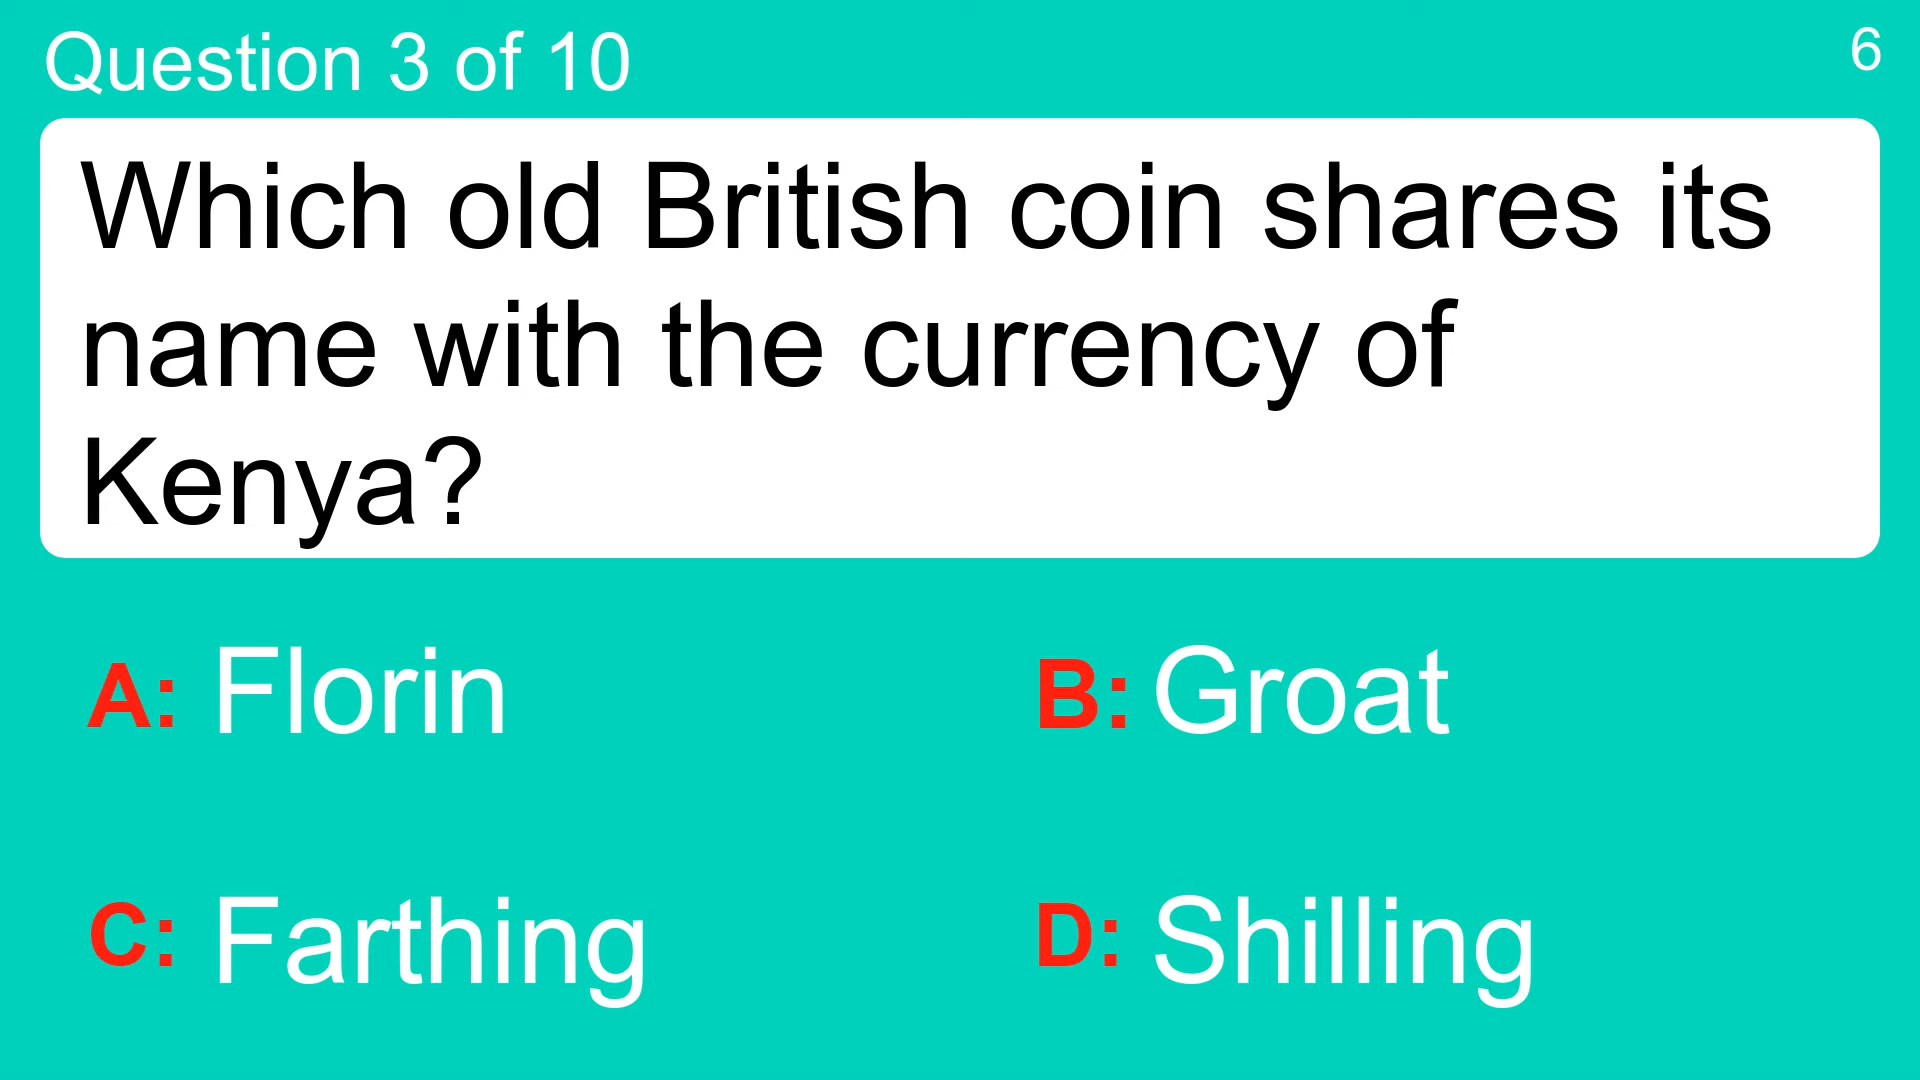 Question 3 of 10
6
Which old British coin shares its
name with the currency of
Kenya?
A: Florin
B: Groat
C: Farthing
D: Shilling